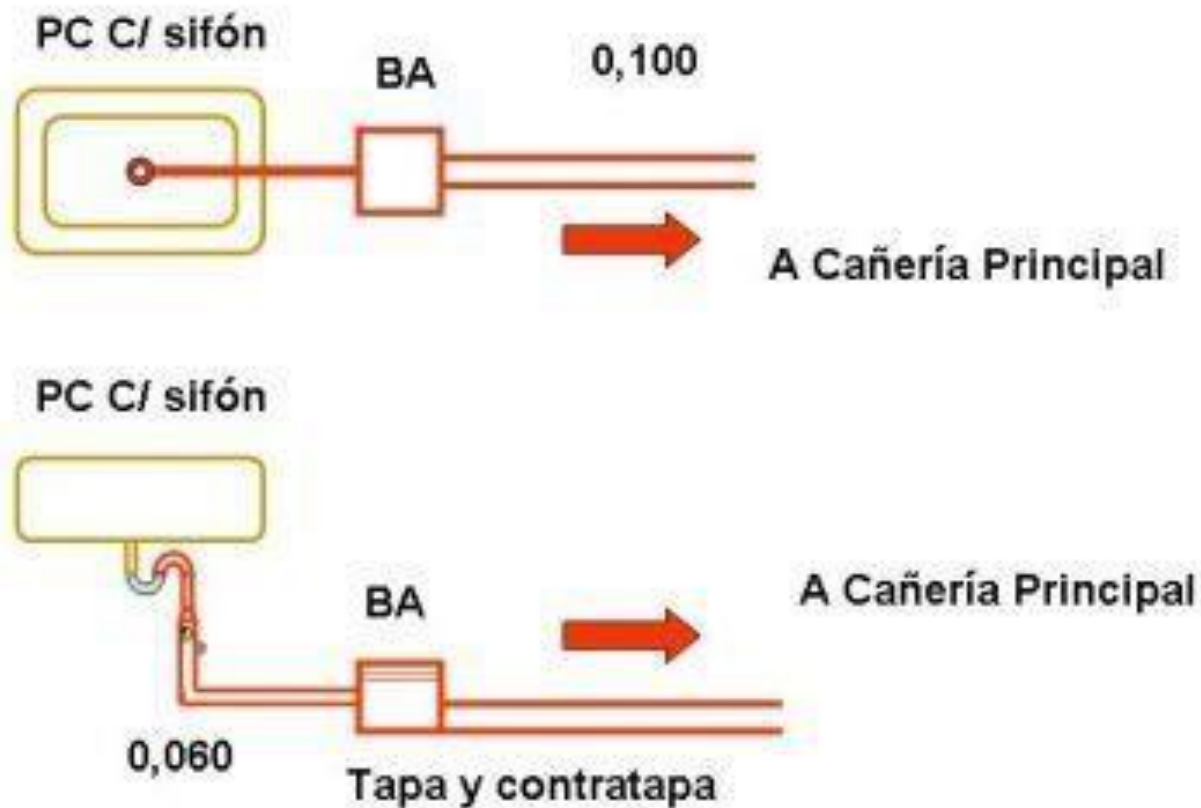 PC C/ sifón
BA
0,100
A Cañería Principal
PC C/ sifón
BA
A Cañería Principal
0,060
Tapa y contratapa